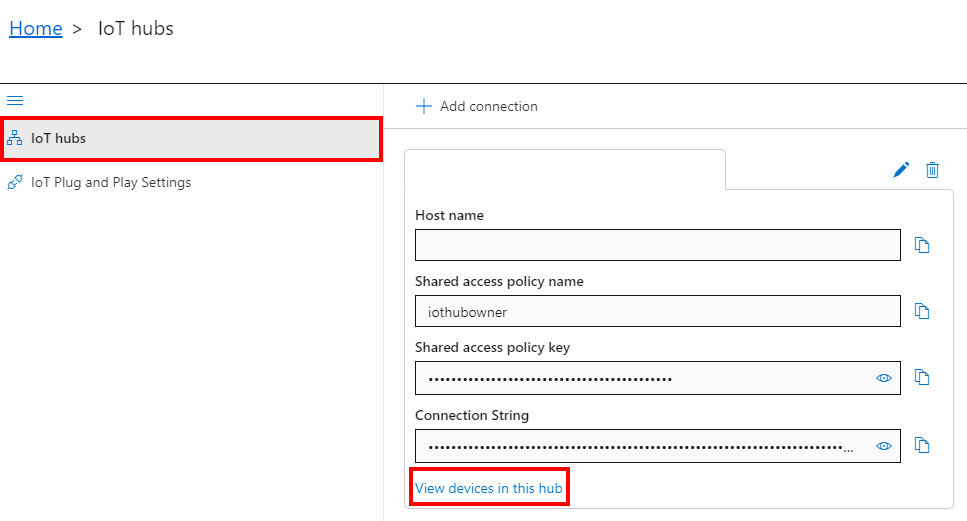 Home > IoT hubs
Add connection
IoT hubs
IoT Plug and Play Settings
Host name
Shared access policy name
iothubowner
Shared access policy key
••••••••••••••••••••••••••••••••••••••••••••
Connection String
•••••••••••••••••••••••••••••••••••••••••••••••••••••••••••••••••••••••••••...
View devices in this hub